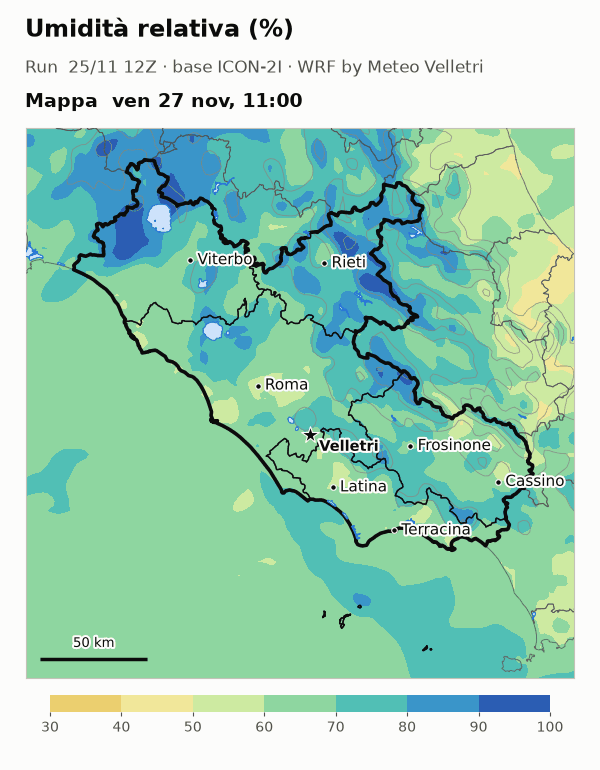 Umidità relativa (%)
Run  25/11 12Z · base ICON-2I · WRF by Meteo Velletri
Mappa  ven 27 nov, 11:00
Viterbo
Rieti
Roma
Velletri
Frosinone
Cassino
Latina
Terracina
50 km
30 40 50 60 70 80 90 100